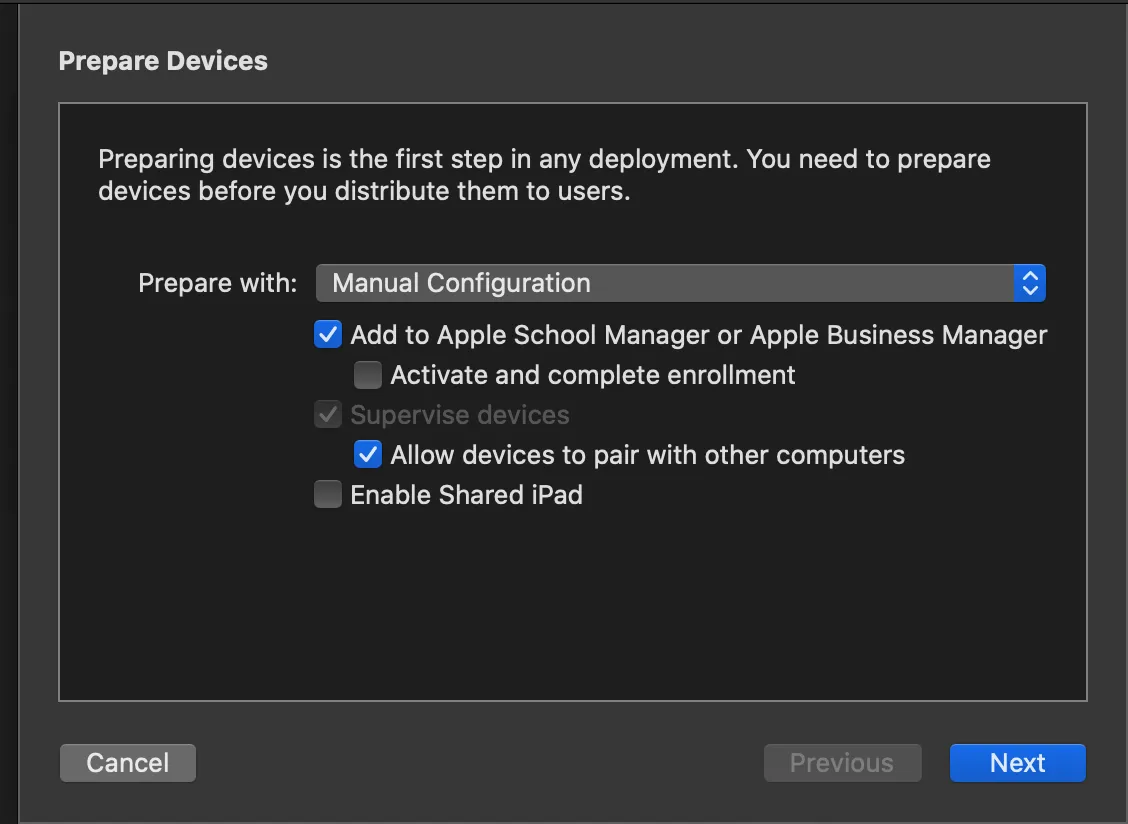 Prepare Devices
Preparing devices is the first step in any deployment. You need to prepare
devices before you distribute them to users.
Prepare with: Manual Configuration
Add to Apple School Manager or Apple Business Manager
Activate and complete enrollment
Supervise devices
Allow devices to pair with other computers
Enable Shared iPad
Cancel Previous Next